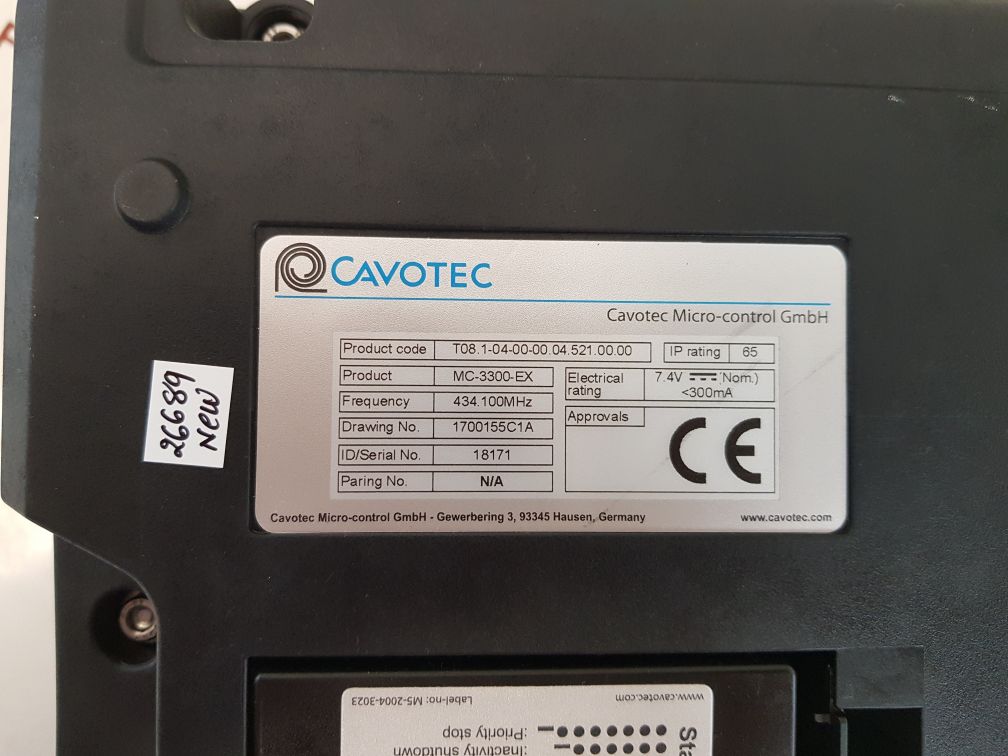 CAVOTEC
Cavotec Micro-control GmbH
Product code T08.1-04-00-00.04.521.00.00 IP rating 65
Product MC-3300-EX
Electrical rating 7.4V (Nom.) <300mA
Frequency 434.100MHz
Drawing No. 1700155C1A
Approvals CE
ID/Serial No. 18171
Paring No. N/A
Cavotec Micro-control GmbH - Gewerbering 3, 93345 Hausen, Germany www.cavotec.com
26689
NEW
Label-no: M5-2004-3023 www.cavotec.com
:Priority stop
:Inactivity shutdown